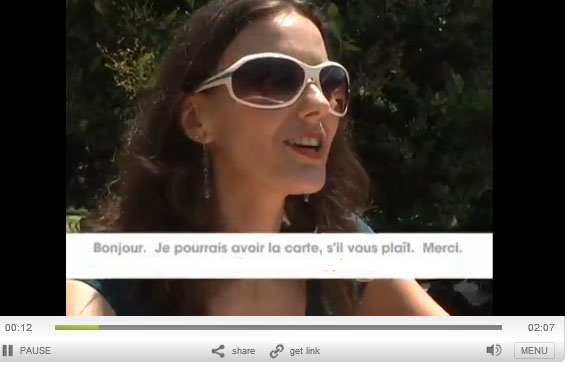 Bonjour. Je pourrais avoir la carte, s'il vous plaît. Merci.
00:12 02:07
PAUSE share get link MENU